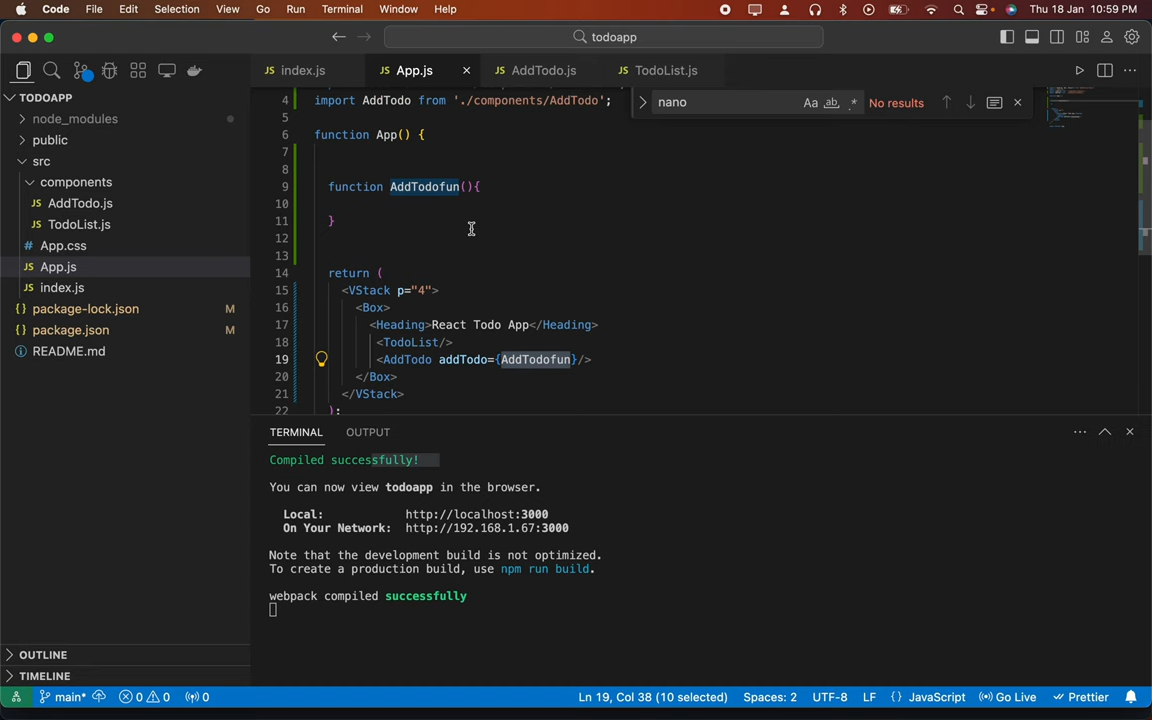 Code File Edit Selection View Go Run Terminal Window Help Thu 18 Jan 10:59 PM
todoapp
JS index.js JS App.js JS AddTodo.js JS TodoList.js
TODOAPP
node_modules
public
src
components
JS AddTodo.js
JS TodoList.js
# App.css
JS App.js
JS index.js
{} package-lock.json M
{} package.json M
README.md
OUTLINE
TIMELINE
nano Aa ab .* No results
4 import AddTodo from './components/AddTodo';
5
6 function App() {
7
8
9 function AddTodofun(){
10
11 }
12
13
14 return (
15 <VStack p="4">
16 <Box>
17 <Heading>React Todo App</Heading>
18 <TodoList/>
19 <AddTodo addTodo={AddTodofun}/>
20 </Box>
21 </VStack>
22 );
TERMINAL OUTPUT
Compiled successfully!
You can now view todoapp in the browser.
Local: http://localhost:3000
On Your Network: http://192.168.1.67:3000
Note that the development build is not optimized.
To create a production build, use npm run build.
webpack compiled successfully
main* 0 0 0 Ln 19, Col 38 (10 selected) Spaces: 2 UTF-8 LF {} JavaScript Go Live Prettier